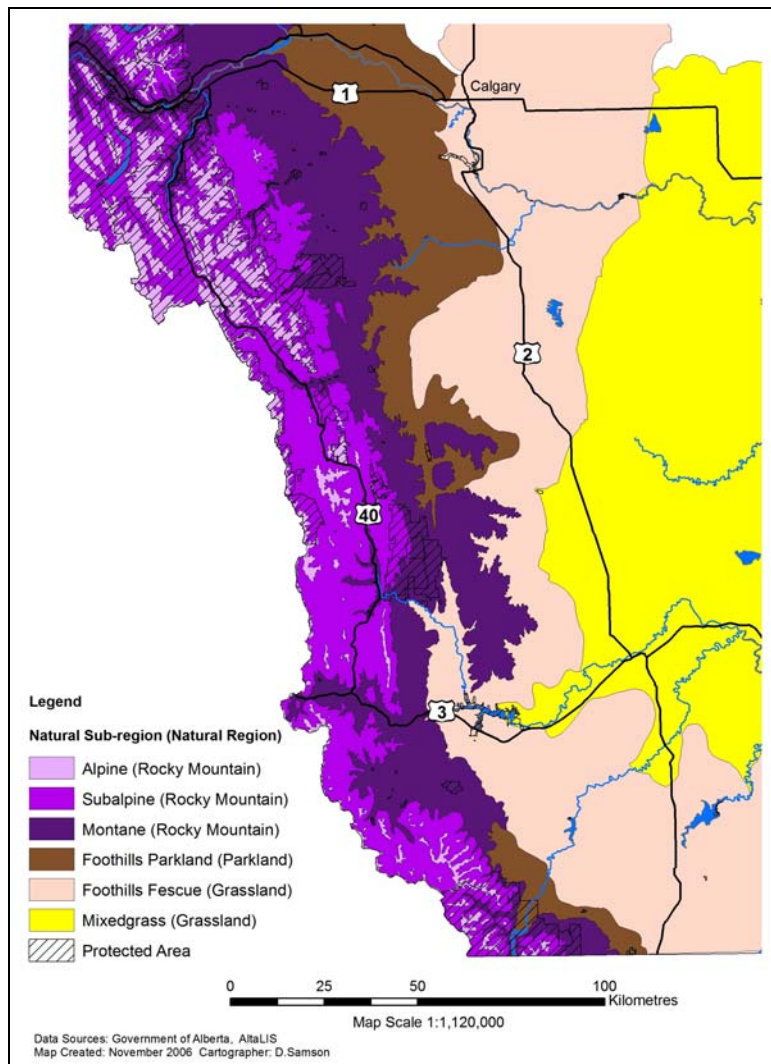 Calgary
1
2
40
3
Legend
Natural Sub-region (Natural Region)
Alpine (Rocky Mountain)
Subalpine (Rocky Mountain)
Montane (Rocky Mountain)
Foothills Parkland (Parkland)
Foothills Fescue (Grassland)
Mixedgrass (Grassland)
Protected Area
0 25 50 100
Kilometres
Map Scale 1:1,120,000
Data Sources: Government of Alberta, AltaLIS
Map Created: November 2006 Cartographer: D.Samson